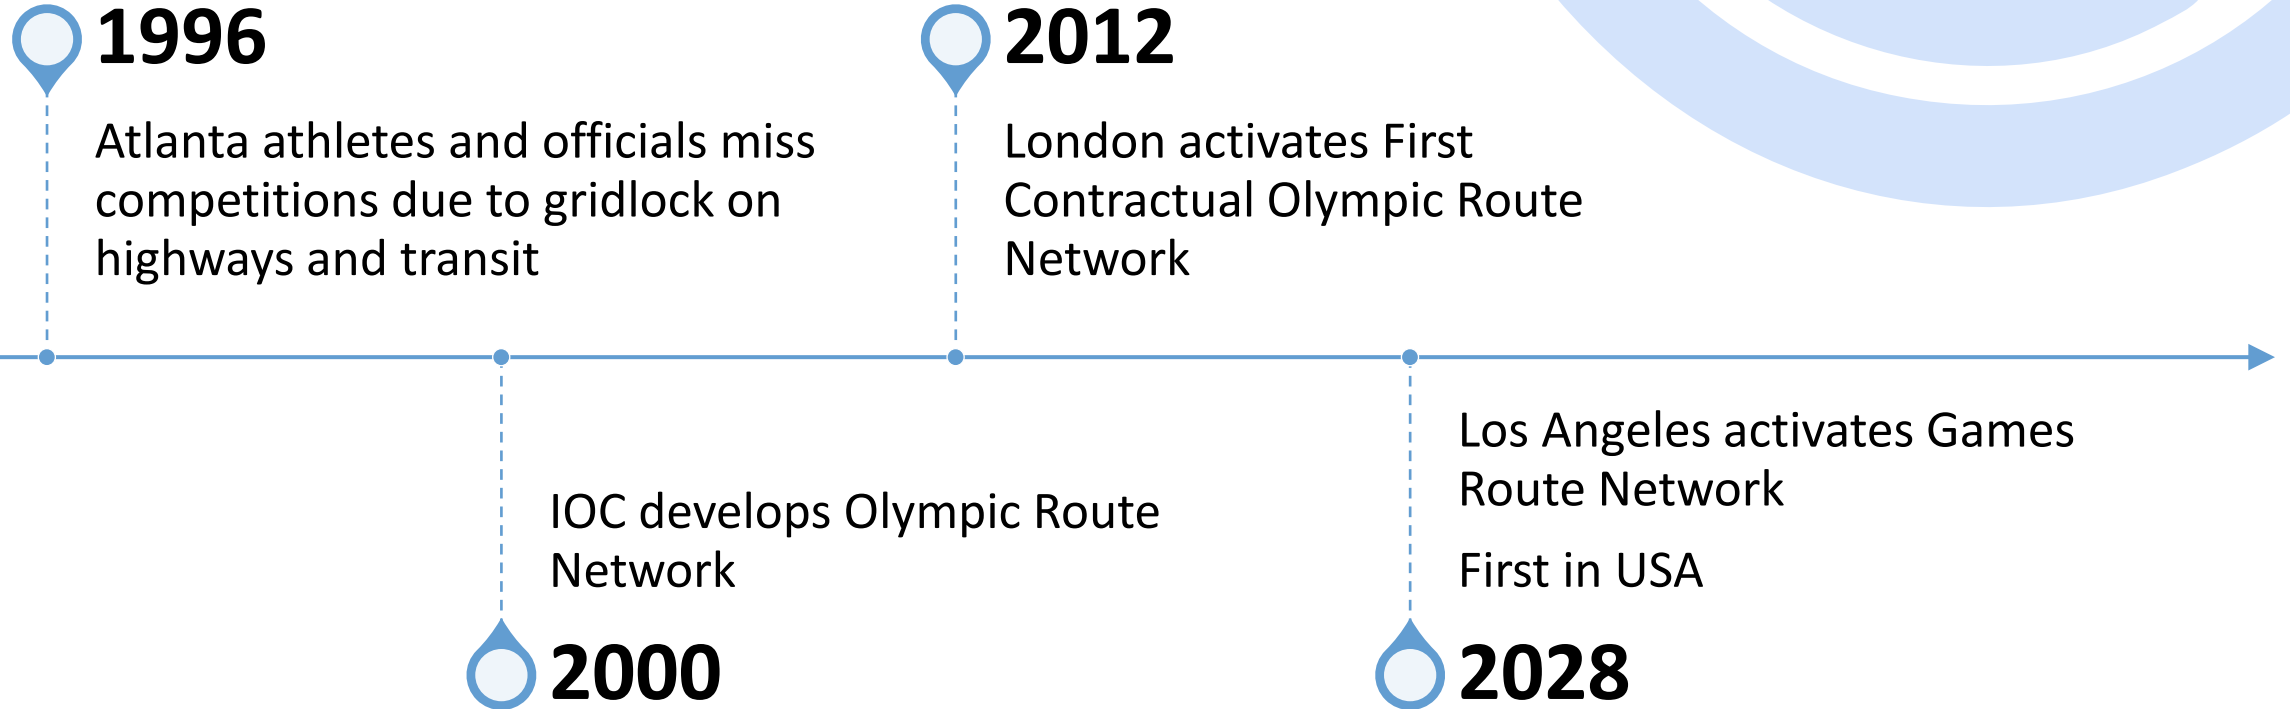 1996
Atlanta athletes and officials miss
competitions due to gridlock on
highways and transit
IOC develops Olympic Route
Network
2000
2012
London activates First
Contractual Olympic Route
Network
Los Angeles activates Games
Route Network
First in USA
2028